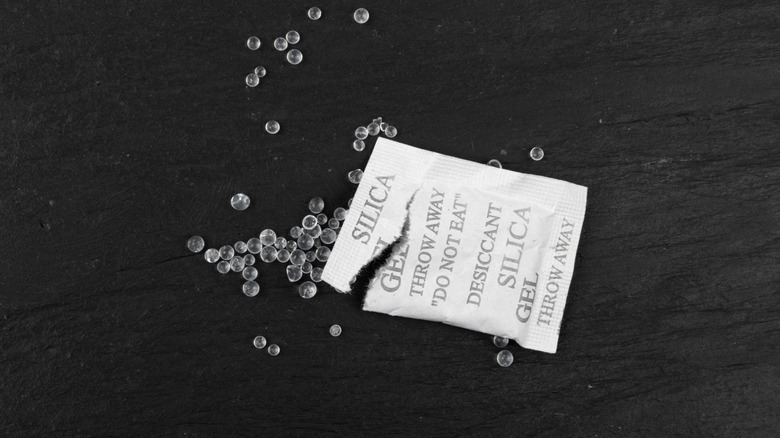 SILICA
GEL
THROW AWAY
"DO NOT EAT"
DESICCANT
SILICA
GEL
THROW AWAY